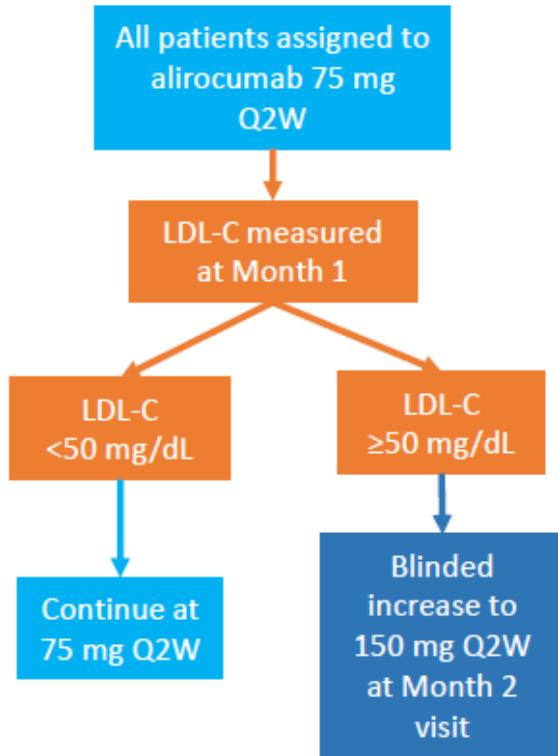 All patients assigned to
alirocumab 75 mg
Q2W
LDL-C measured
at Month 1
LDL-C
<50 mg/dL
LDL-C
≥50 mg/dL
Continue at
75 mg Q2W
Blinded
increase to
150 mg Q2W
at Month 2
visit